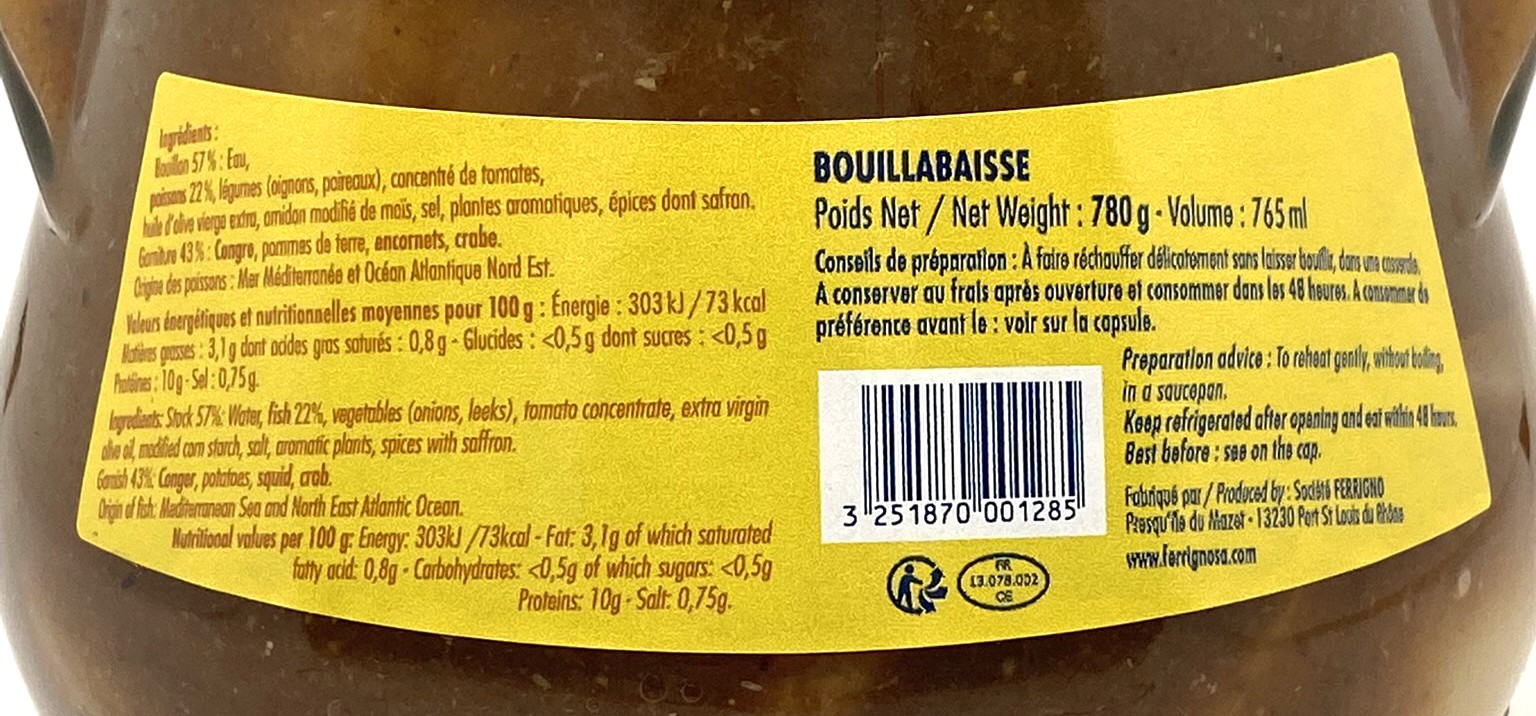 Ingrédients :
Bouillon 57% : Eau,
poissons 22%, légumes (oignons, poireaux), concentré de tomates,
huile d'olive vierge extra, amidon modifié de maïs, sel, plantes aromatiques, épices dont safran.
Garniture 43% : Congre, pommes de terre, encornets, crabe.
Origine des poissons : Mer Méditerranée et Océan Atlantique Nord Est.
Valeurs énergétiques et nutritionnelles moyennes pour 100 g : Énergie : 303 kJ / 73 kcal
Matières grasses : 3,1 g dont acides gras saturés : 0,8 g - Glucides : <0,5 g dont sucres : <0,5 g
Protéines : 10g - Sel : 0,75 g.
Ingredients: Stock 57%: Water, fish 22%, vegetables (onions, leeks), tomato concentrate, extra virgin
olive oil, modified corn starch, salt, aromatic plants, spices with saffron.
Garnish 43%: Conger, potatoes, squid, crab.
Origin of fish: Mediterranean Sea and North East Atlantic Ocean.
Nutritional values per 100 g: Energy: 303kJ /73kcal - Fat: 3,1g of which saturated
fatty acid: 0,8g - Carbohydrates: <0,5g of which sugars: <0,5g
Proteins: 10g - Salt: 0,75g.
BOUILLABAISSE
Poids Net / Net Weight : 780 g - Volume : 765 ml
Conseils de préparation : À faire réchauffer délicatement sans laisser bouillir, dans une casserole.
A conserver au frais après ouverture et consommer dans les 48 heures. A consommer de
préférence avant le : voir sur la capsule.
Preparation advice : To reheat gently, without boiling,
in a saucepan.
Keep refrigerated after opening and eat within 48 hours.
Best before : see on the cap.
Fabriqué par / Produced by : Société FERRIGNO
Presqu'île du Mazet - 13230 Port St Louis du Rhône
www.ferrignosa.com
3 251870 001285
FR
13.078.002
CE